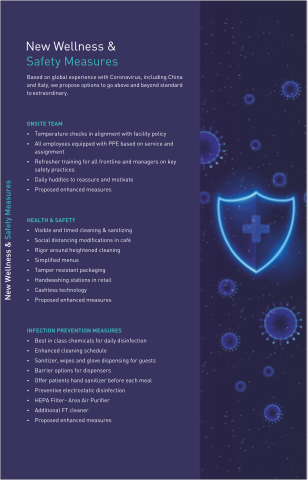 New Wellness &
Safety Measures
Based on global experience with Coronavirus, including China
and Italy, we propose options to go above and beyond standard
to extraordinary.
ONSITE TEAM
• Temperature checks in alignment with facility policy
• All employees equipped with PPE based on service and
assignment
• Refresher training for all frontline and managers on key
safety practices
• Daily huddles to reassure and motivate
• Proposed enhanced measures
HEALTH & SAFETY
• Visible and timed cleaning & sanitizing
• Social distancing modifications in café
• Rigor around heightened cleaning
• Simplified menus
• Tamper resistant packaging
• Handwashing stations in retail
• Cashless technology
• Proposed enhanced measures
INFECTION PREVENTION MEASURES
• Best in class chemicals for daily disinfection
• Enhanced cleaning schedule
• Sanitizer, wipes and glove dispensing for guests
• Barrier options for dispensers
• Offer patients hand sanitizer before each meal
• Preventive electrostatic disinfection
• HEPA Filter- Area Air Purifier
• Additional FT cleaner
• Proposed enhanced measures
New Wellness & Safety Measures